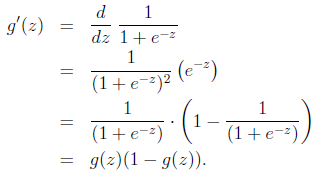 g′(z) = d/dz 1/(1 + e^{−z})
= 1/(1 + e^{−z})² (e^{−z})
= 1/(1 + e^{−z}) · (1 − 1/(1 + e^{−z}))
= g(z)(1 − g(z)).